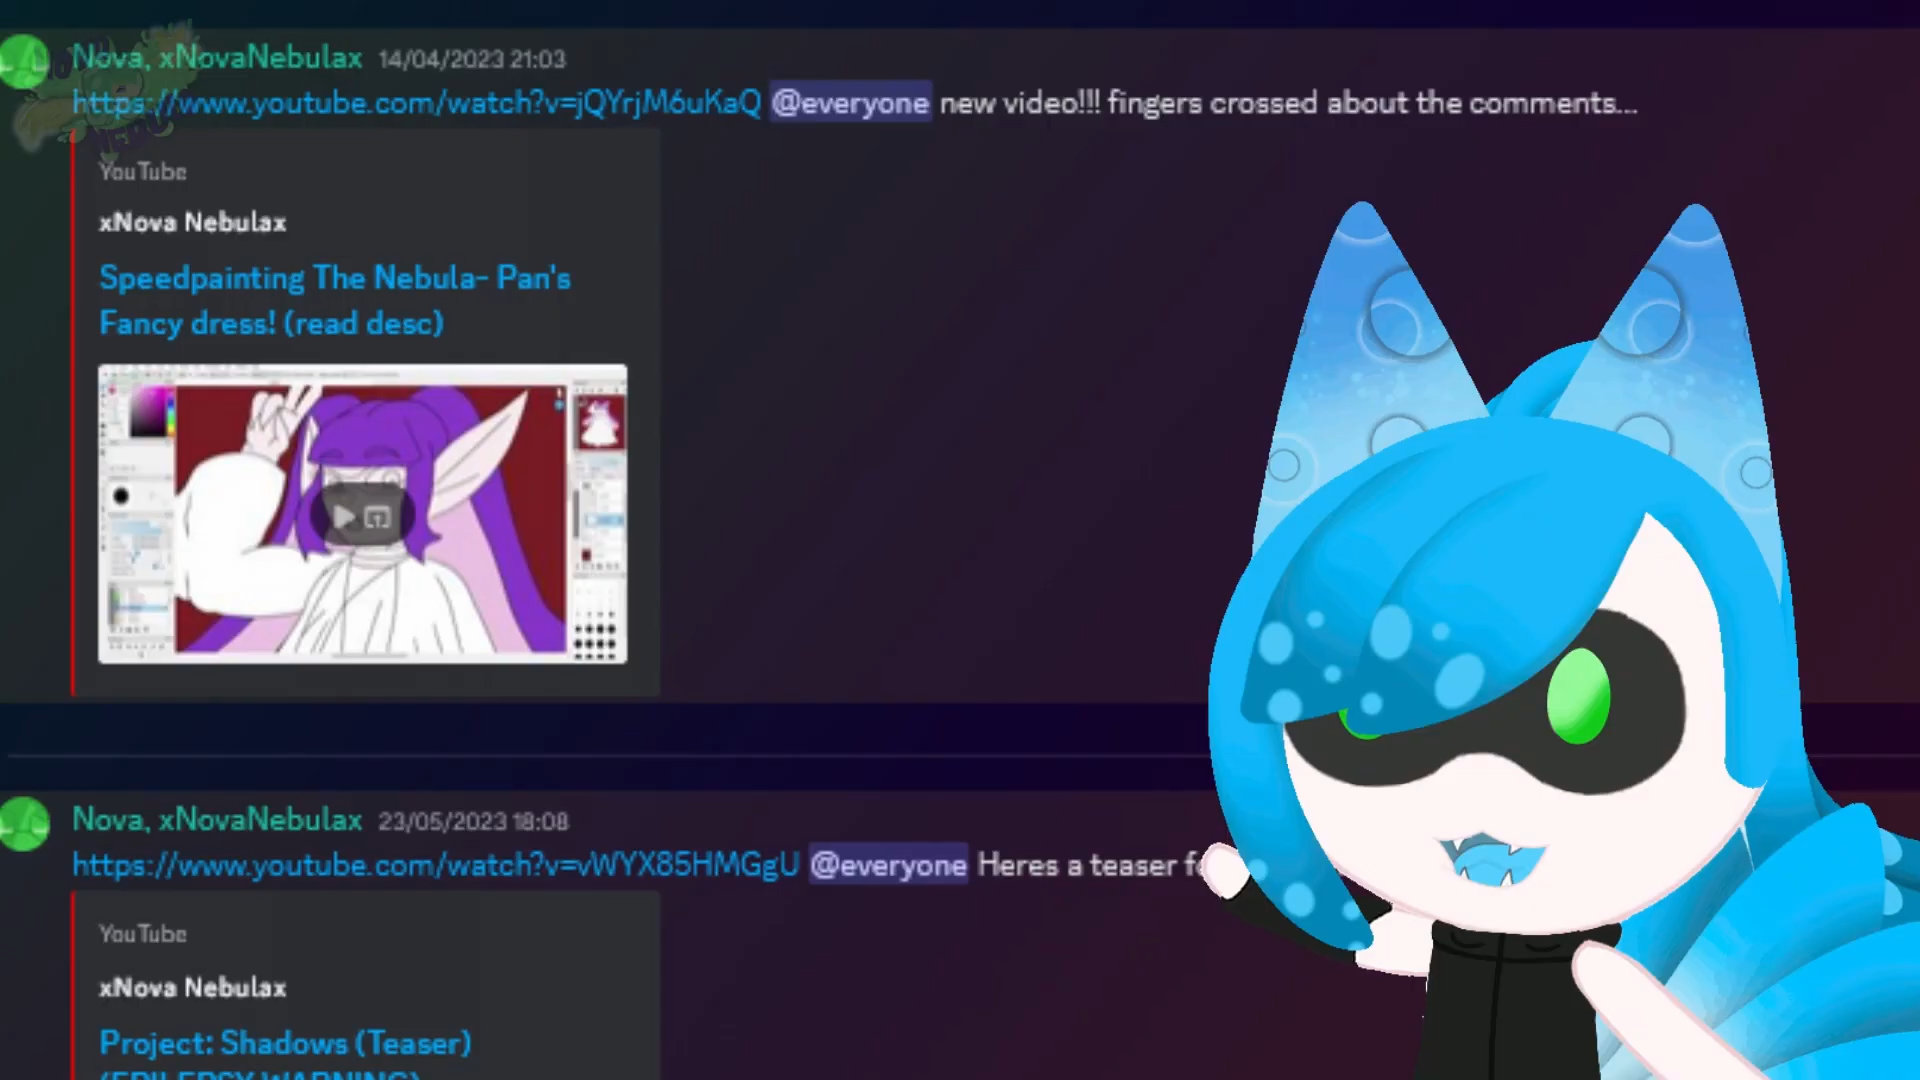 Nova, xNovaNebulax 14/04/2023 21:03
https://www.youtube.com/watch?v=jQYrjM6uKaQ @everyone new video!!! fingers crossed about the comments...
YouTube
xNova Nebulax
Speedpainting The Nebula- Pan's
Fancy dress! (read desc)
Nova, xNovaNebulax 23/05/2023 18:08
https://www.youtube.com/watch?v=vWYX85HMGgU @everyone Heres a teaser
YouTube
xNova Nebulax
Project: Shadows (Teaser)
(EPILEPSY WARNING)